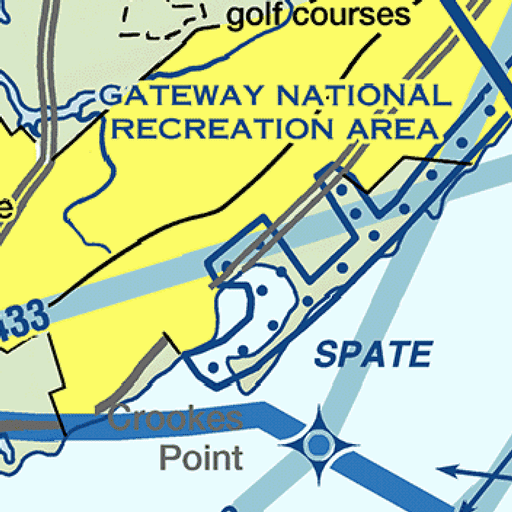 golf courses
GATEWAY NATIONAL
RECREATION AREA
e
433
SPATE
Crookes
Point